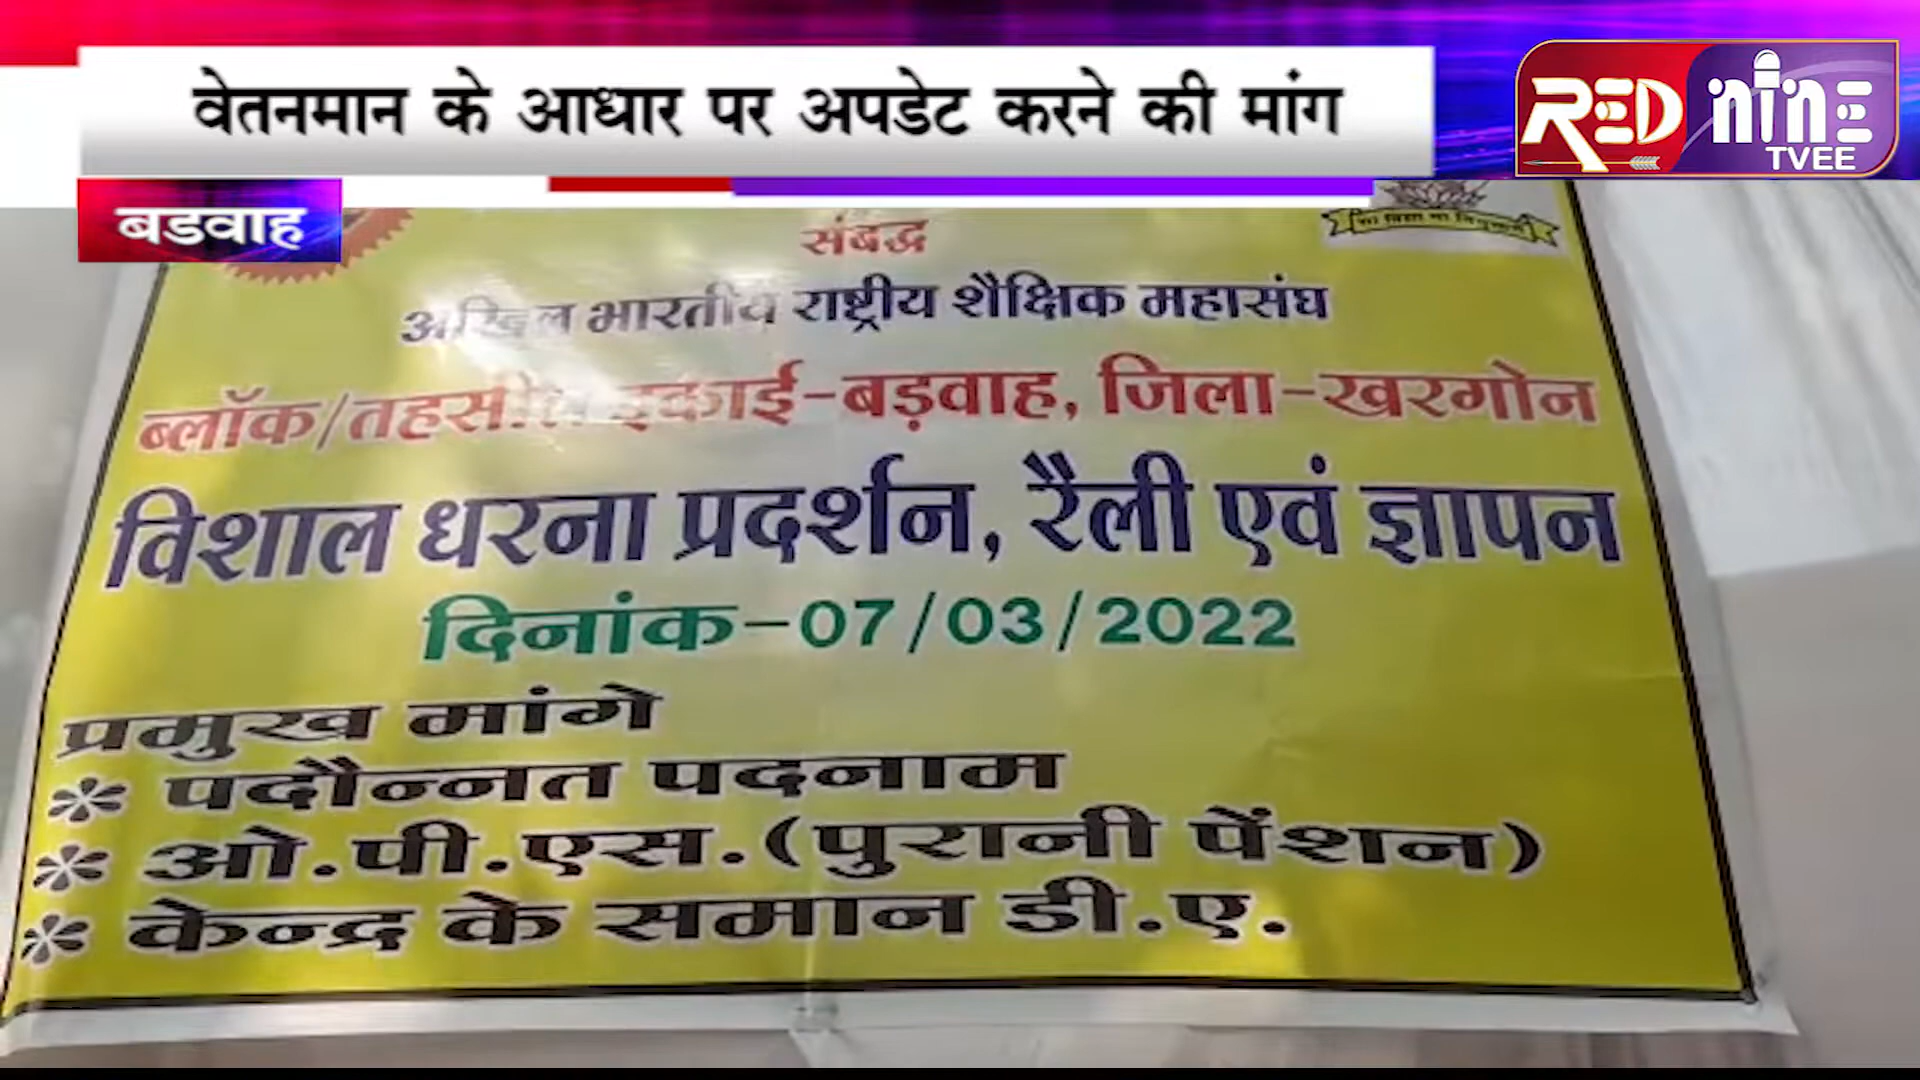 वेतनमान के आधार पर अपडेट करने की मांग
RED NINE
TVEE
बडवाह
संबद्ध
सा विद्या या विमुक्तये
अखिल भारतीय राष्ट्रीय शैक्षिक महासंघ
ब्लॉक/तहसील इकाई-बड़वाह, जिला-खरगोन
विशाल धरना प्रदर्शन, रैली एवं ज्ञापन
दिनांक-07/03/2022
प्रमुख मांगे
* पदौन्नत पदनाम
* ओ.पी.एस.(पुरानी पेंशन)
* केन्द्र के समान डी.ए.